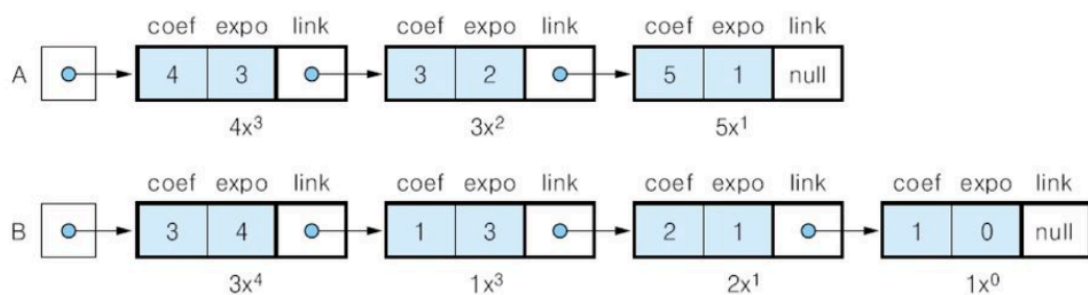 coef expo link coef expo link coef expo link
A 4 3 3 2 5 1 null
4x³ 3x² 5x¹
coef expo link coef expo link coef expo link coef expo link
B 3 4 1 3 2 1 1 0 null
3x⁴ 1x³ 2x¹ 1x⁰